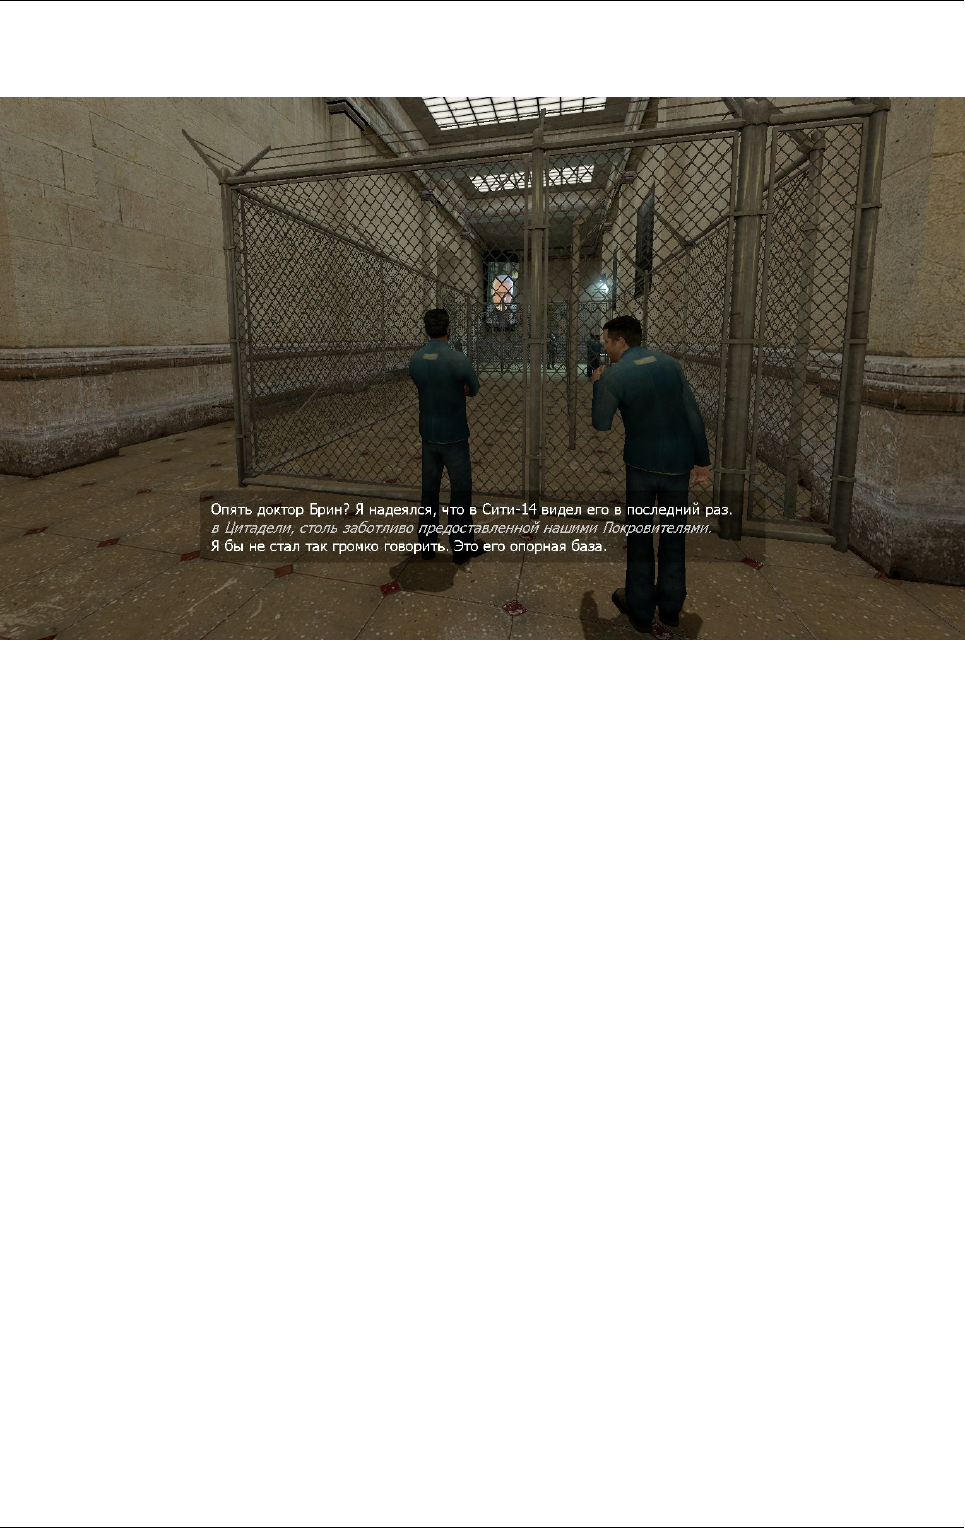 Опять доктор Брин? Я надеялся, что в Сити-14 видел его в последний раз.
в Цитадели, столь заботливо предоставленной нашими Покровителями.
Я бы не стал так громко говорить. Это его опорная база.